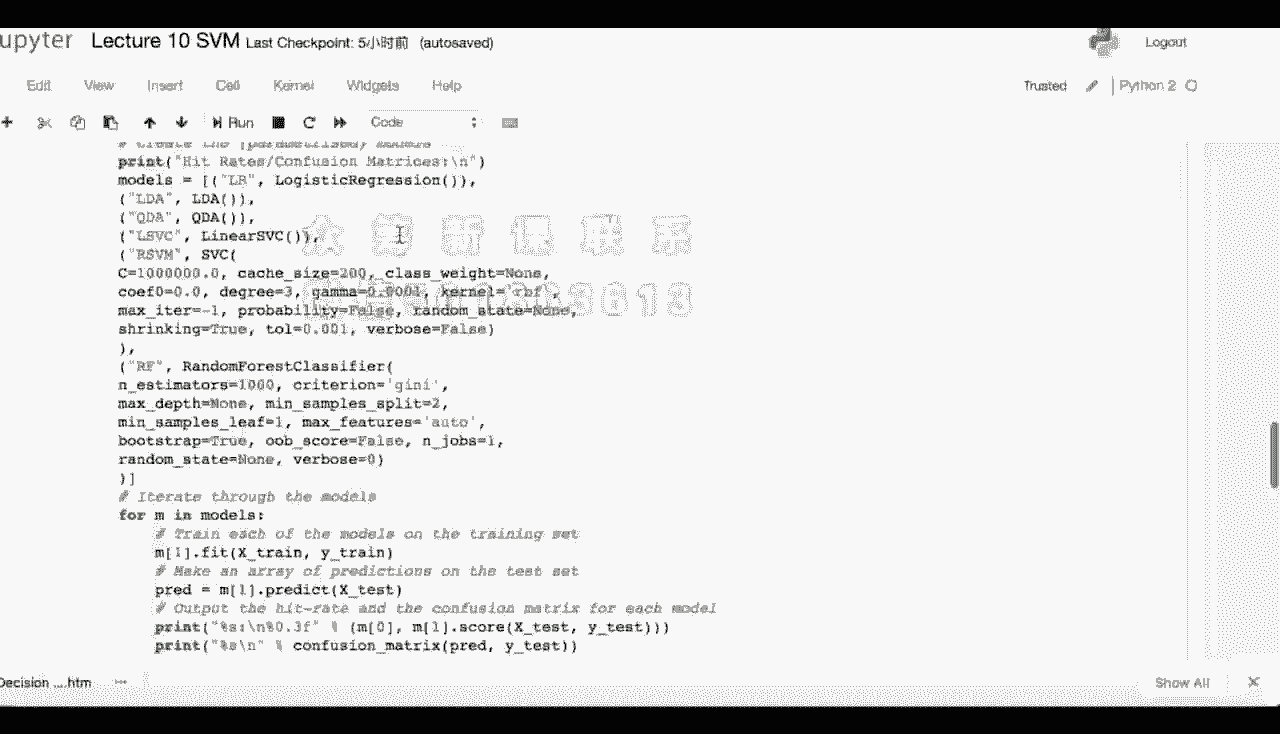 upyter Lecture 10 SVM Last Checkpoint: 5小时前 (autosaved) Logout
Edit View Insert Cell Kernel Widgets Help Trusted Python 2
Run Code
# Create the [parametrised] models
print("Hit Rates/Confusion Matrices:\n")
models = [("LR", LogisticRegression()),
("LDA", LDA()),
("QDA", QDA()),
("LSVC", LinearSVC()),
("RSVM", SVC(
C=1000000.0, cache_size=200, class_weight=None,
coef0=0.0, degree=3, gamma=0.0001, kernel='rbf',
max_iter=-1, probability=False, random_state=None,
shrinking=True, tol=0.001, verbose=False)
),
("RF", RandomForestClassifier(
n_estimators=1000, criterion='gini',
max_depth=None, min_samples_split=2,
min_samples_leaf=1, max_features='auto',
bootstrap=True, oob_score=False, n_jobs=1,
random_state=None, verbose=0)
)]
# Iterate through the models
for m in models:
# Train each of the models on the training set
m[1].fit(X_train, y_train)
# Make an array of predictions on the test set
pred = m[1].predict(X_test)
# Output the hit-rate and the confusion matrix for each model
print("%s:\n%0.3f" % (m[0], m[1].score(X_test, y_test)))
print("%s\n" % confusion_matrix(pred, y_test))
Decision ....htm Show All